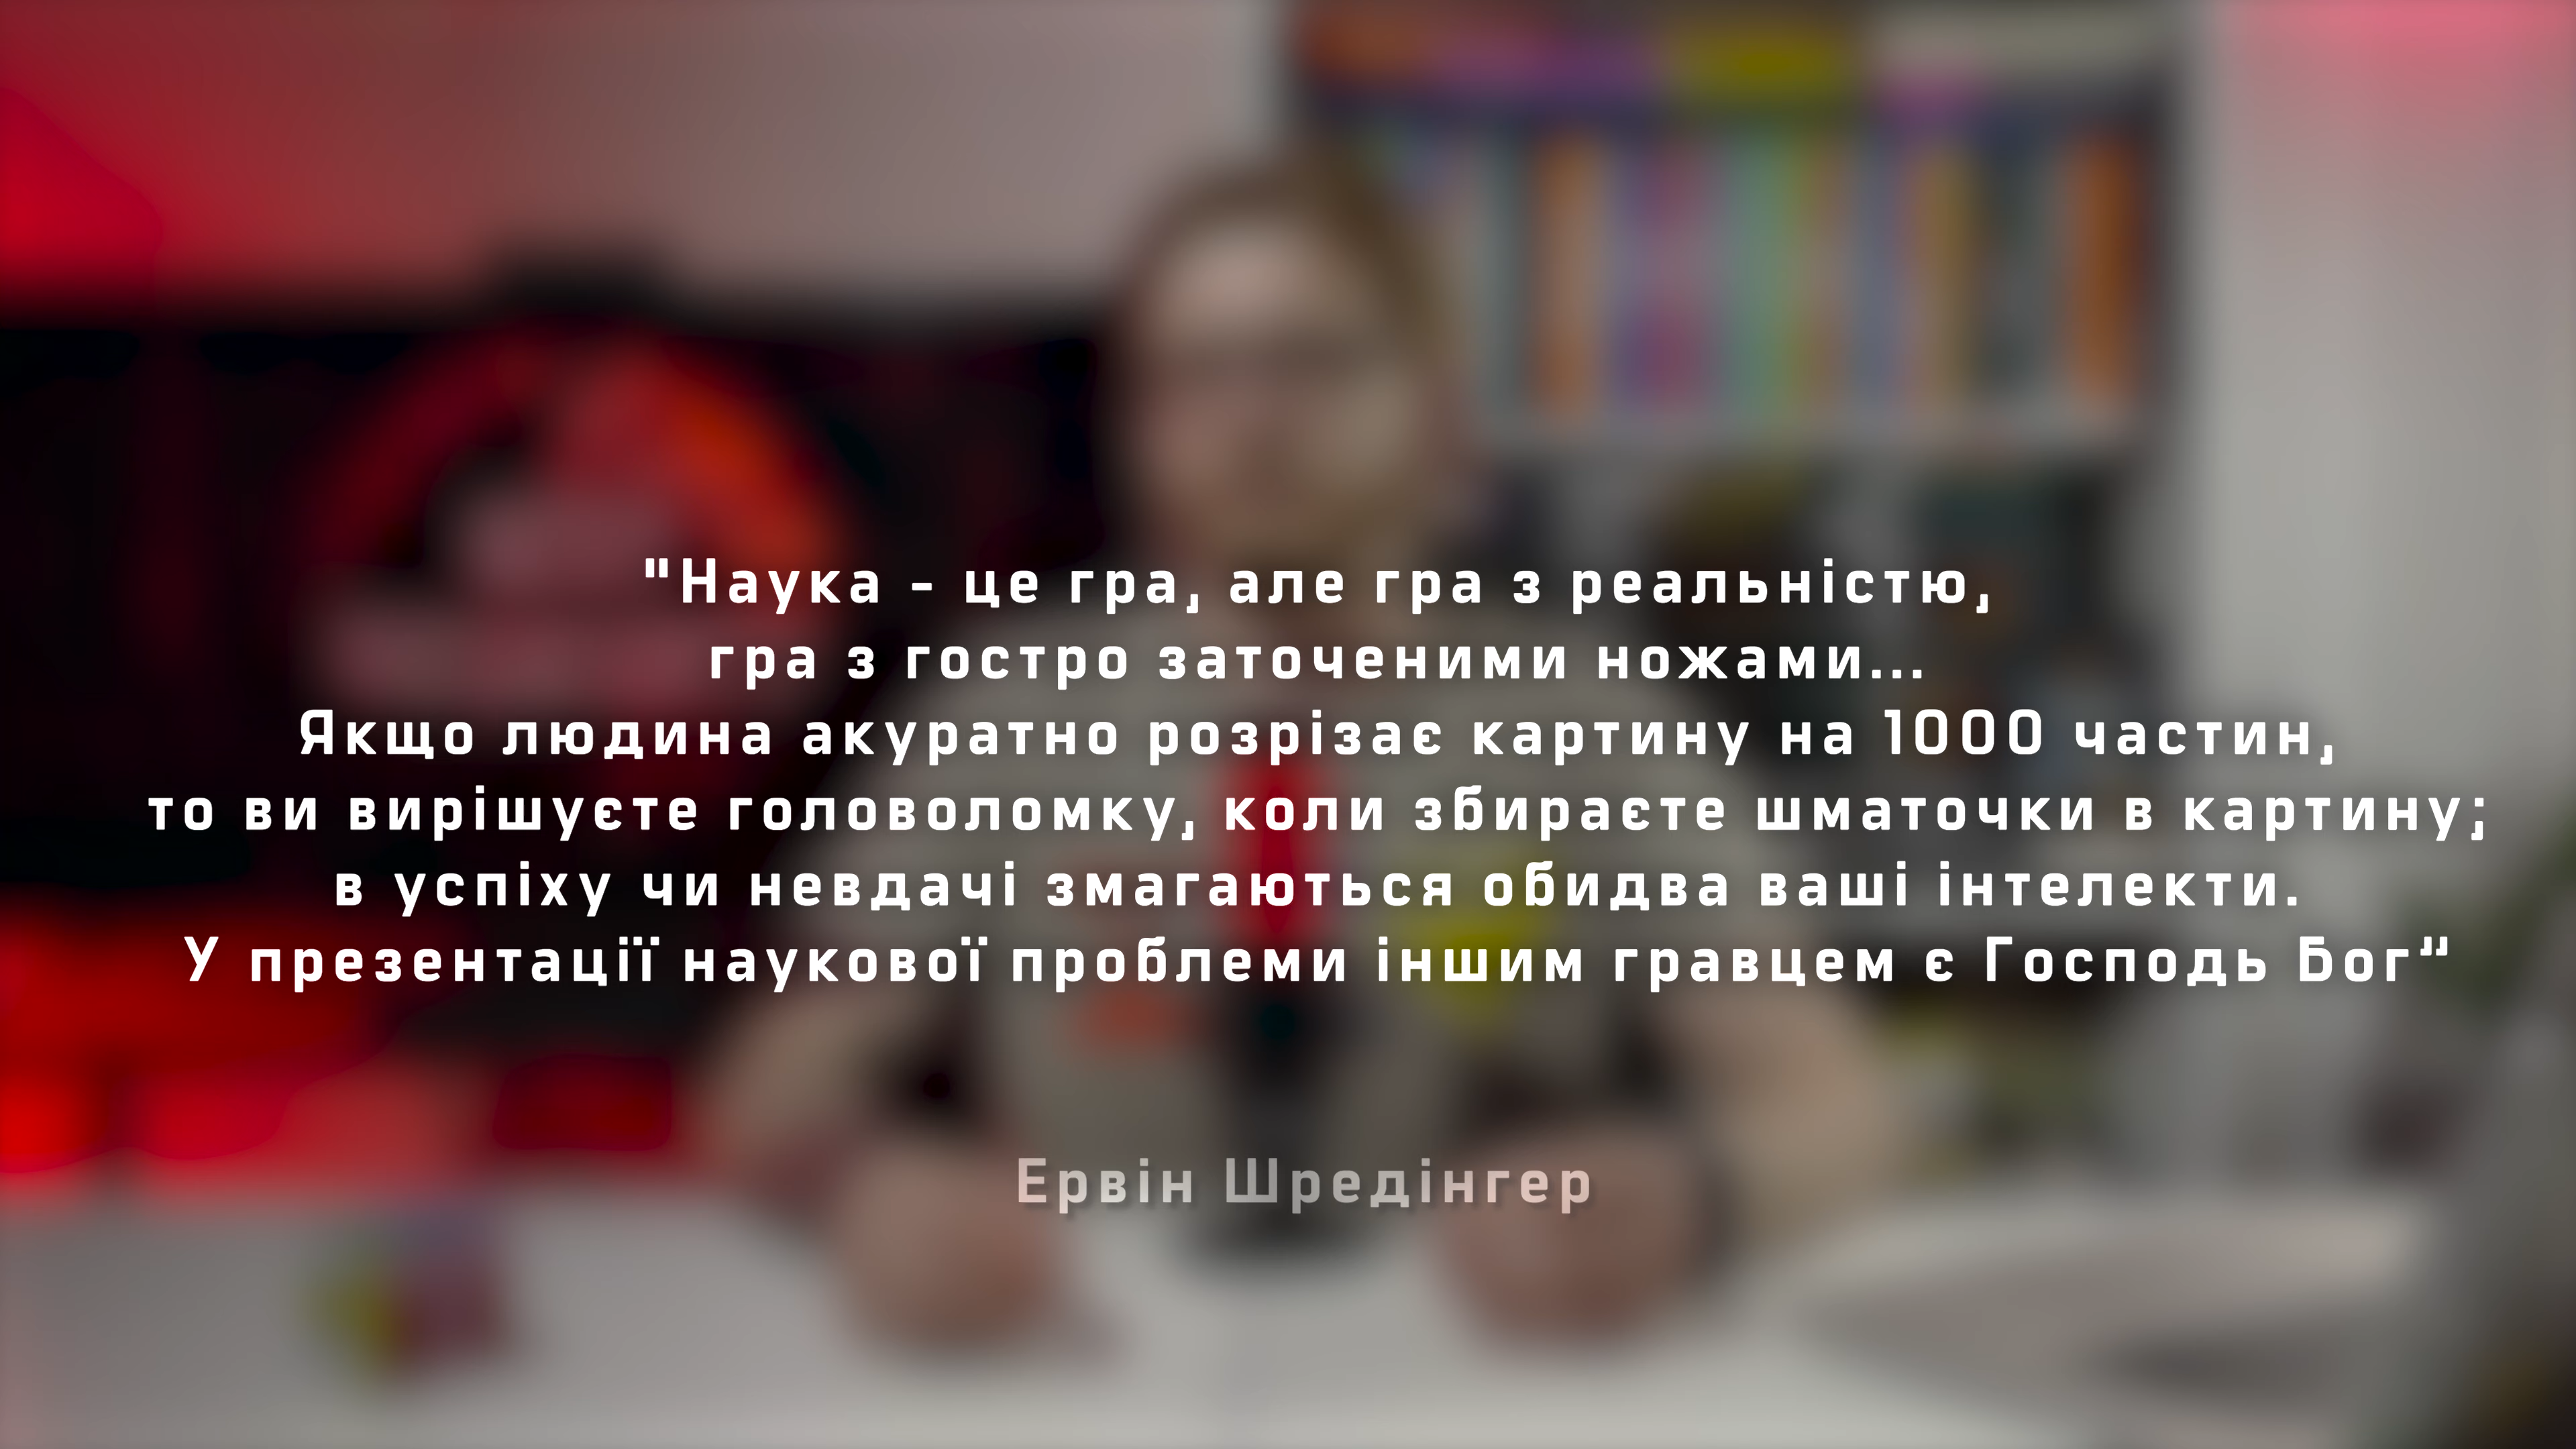 "Наука - це гра, але гра з реальністю,
гра з гостро заточеними ножами...
Якщо людина акуратно розрізає картину на 1000 частин,
то ви вирішуєте головоломку, коли збираєте шматочки в картину;
в успіху чи невдачі змагаються обидва ваші інтелекти.
У презентації наукової проблеми іншим гравцем є Господь Бог“
Ервін Шредінгер